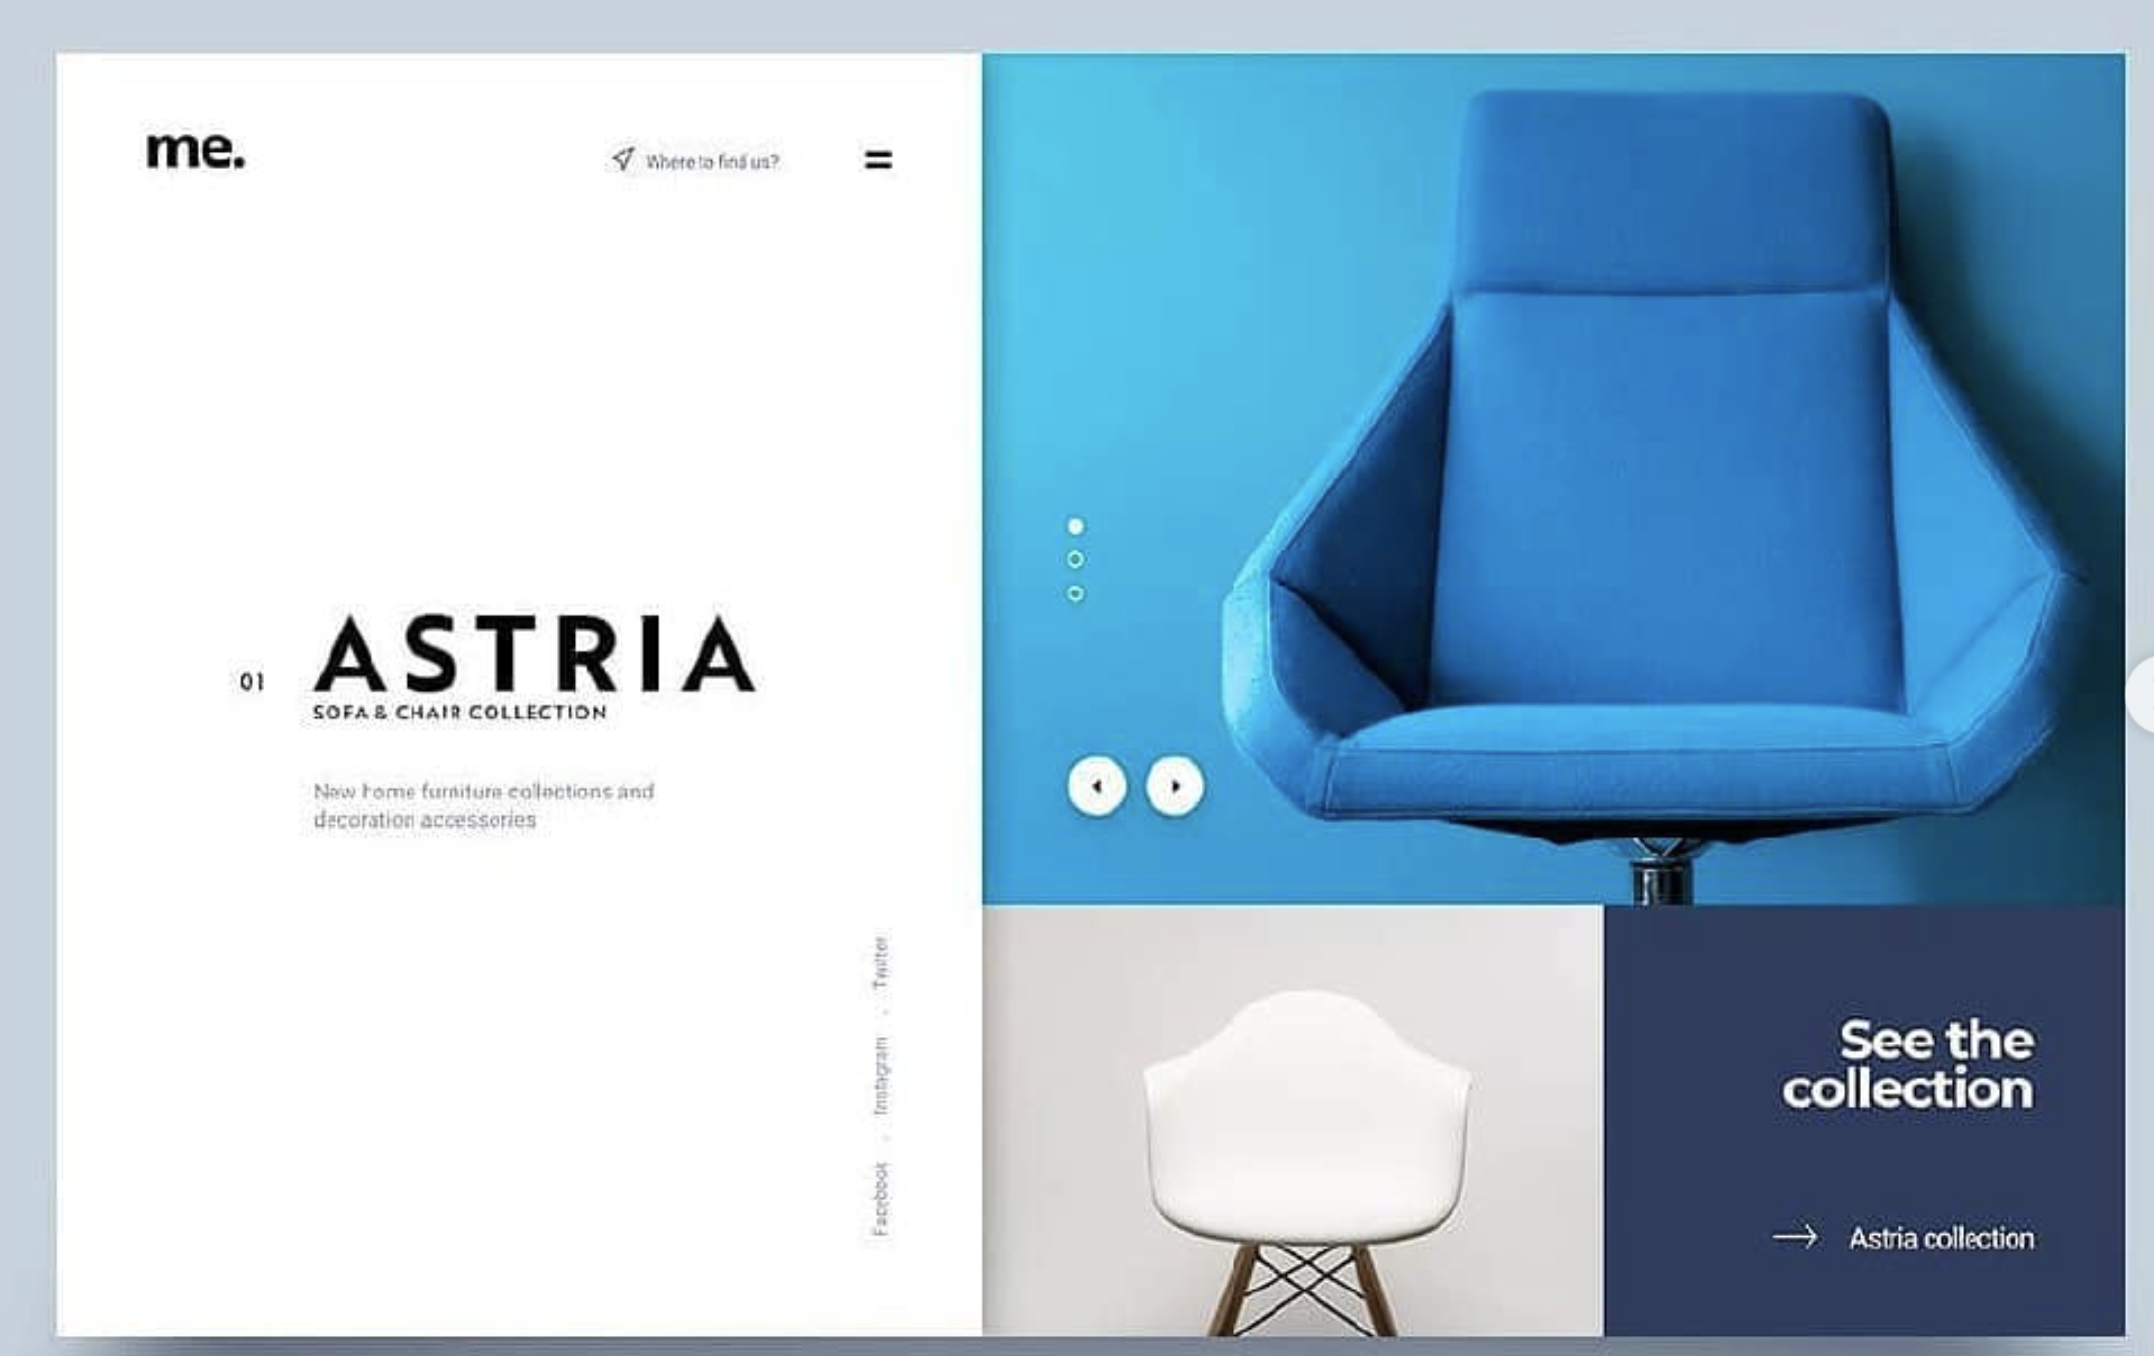 me.
Where to find us?
01
ASTRIA
SOFA & CHAIR COLLECTION
New home furniture collections and
decoration accessories
Facebook . Instagram . Twitter
See the
collection
Astria collection